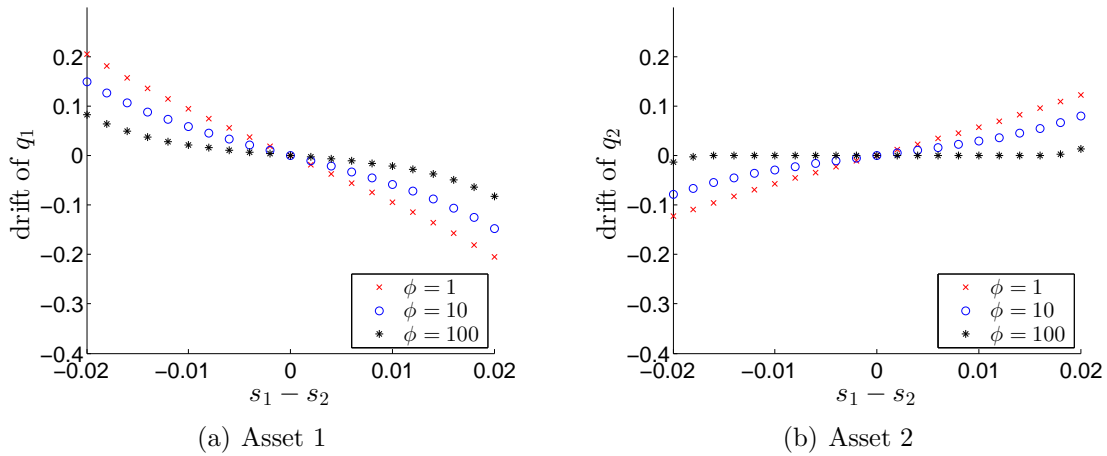 0.2
0.1
0
−0.1
−0.2
−0.3
−0.4
drift of q₁
−0.02 −0.01 0 0.01 0.02
s₁ − s₂
ϕ = 1
ϕ = 10
ϕ = 100
(a) Asset 1
0.2
0.1
0
−0.1
−0.2
−0.3
−0.4
drift of q₂
−0.02 −0.01 0 0.01 0.02
s₁ − s₂
ϕ = 1
ϕ = 10
ϕ = 100
(b) Asset 2